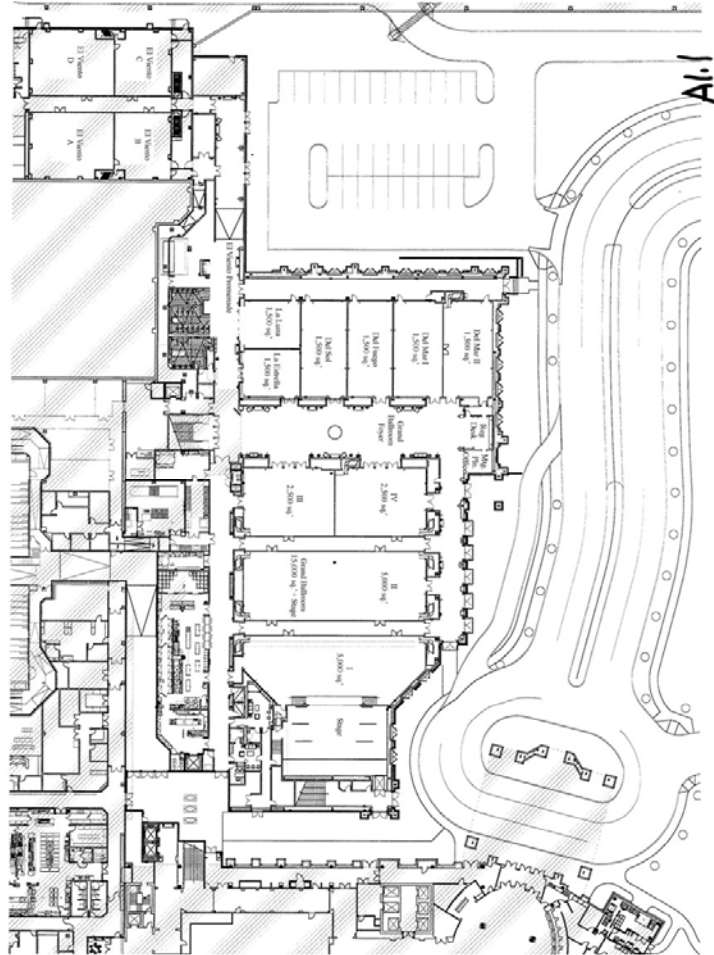 A1.1
El Viento
D
El Viento
C
El Viento
A
El Viento
B
El Viento Promenade
La Luna
1,500 sq.'
La Estrella
1,500 sq.'
Del Sol
1,500 sq.'
Del Fuego
1,500 sq.'
Del Mar I
1,500 sq.'
Del Mar II
1,500 sq.'
Grand
Ballroom
Foyer
Reg.
Desk
Mtg.
Pln.
Office
III
2,500 sq.'
IV
2,500 sq.'
II
5,000 sq.'
Grand Ballroom
15,000 sq.' - Stage
I
5,000 sq.'
Stage